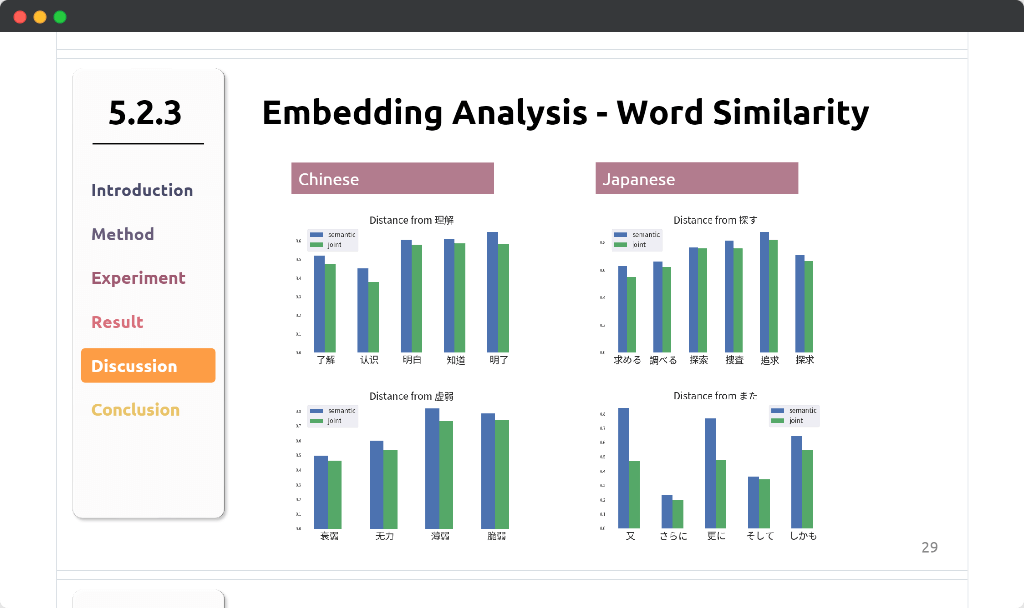 5.2.3
Introduction
Method
Experiment
Result
Discussion
Conclusion
Embedding Analysis - Word Similarity
Chinese
Distance from 理解
semantic
joint
了解 认识 明白 知道 明了
Distance from 虚弱
semantic
joint
衰弱 无力 薄弱 脆弱
Japanese
Distance from 探す
semantic
joint
求める 調べる 探索 捜査 追求 探求
Distance from また
semantic
joint
又 さらに 更に そして しかも
29